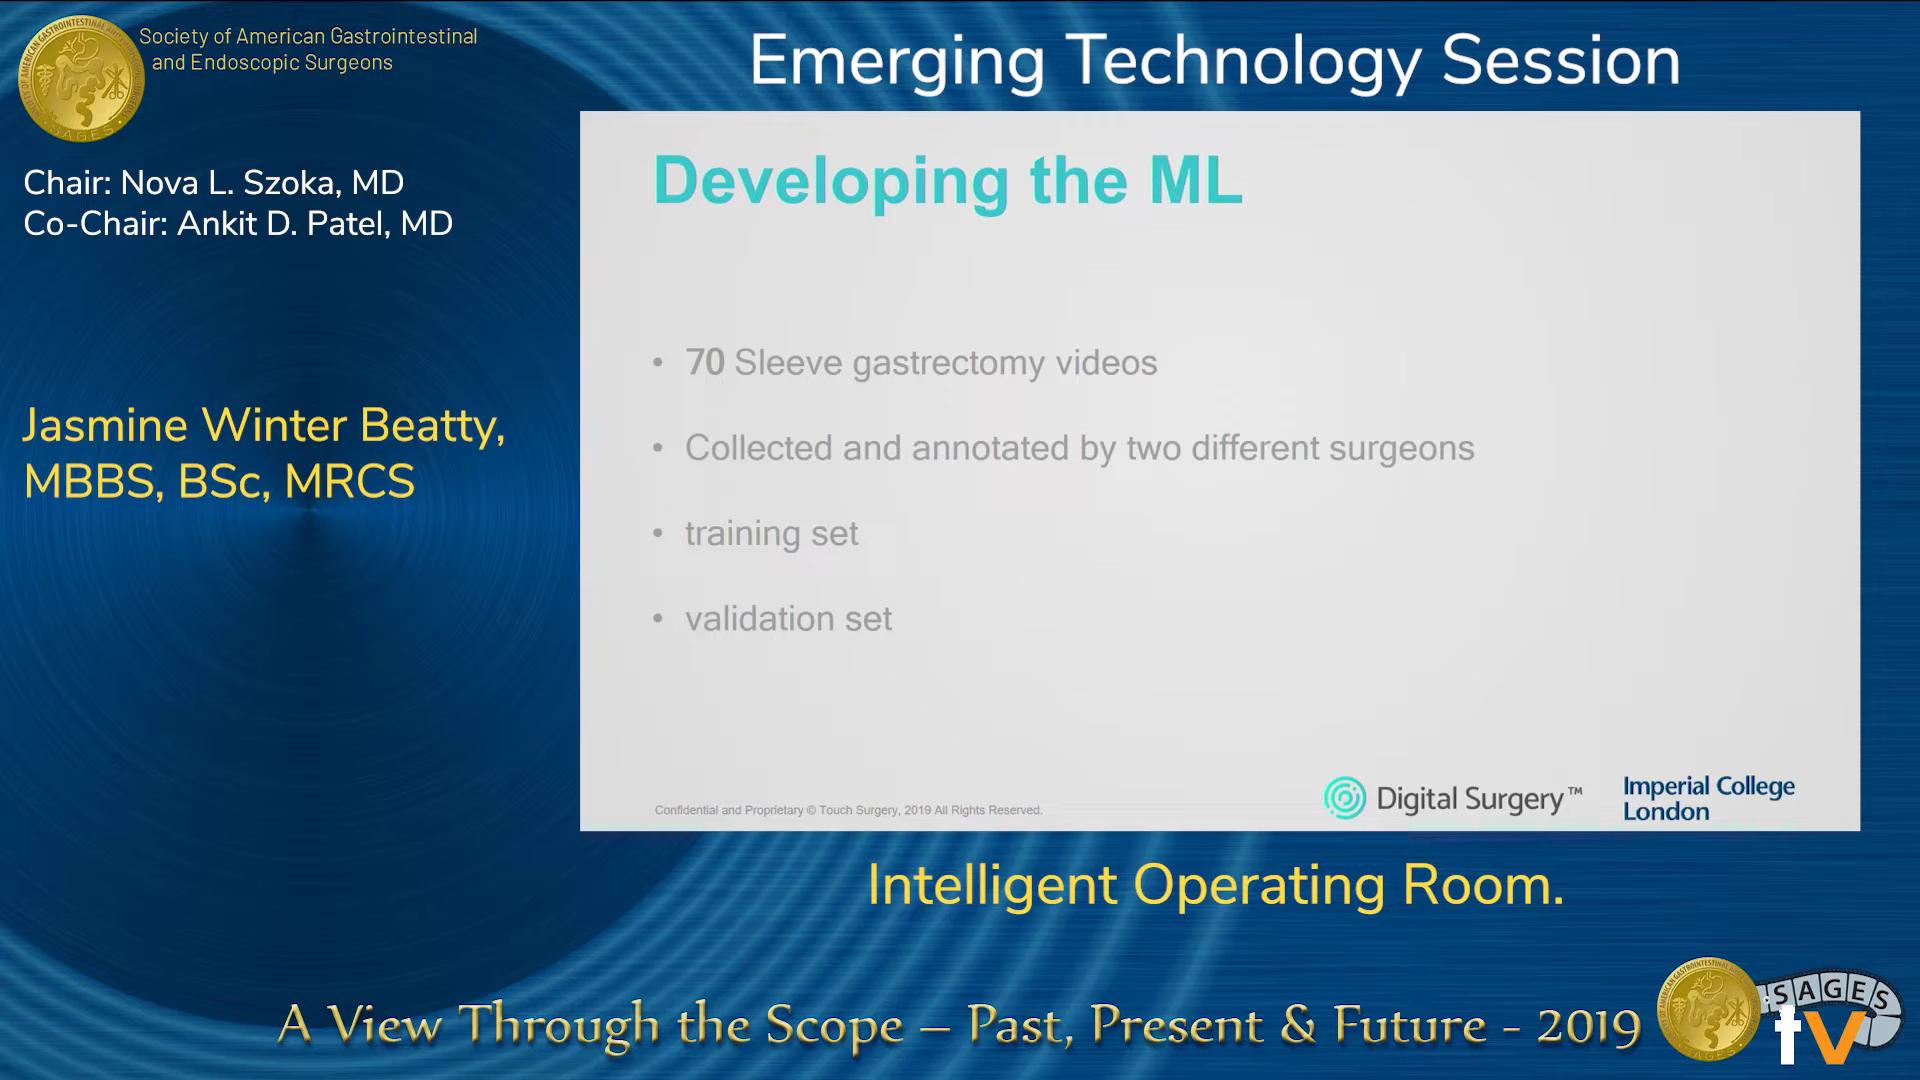 Society of American Gastrointestinal
and Endoscopic Surgeons
SAGES
Emerging Technology Session
Chair: Nova L. Szoka, MD
Co-Chair: Ankit D. Patel, MD
Jasmine Winter Beatty,
MBBS, BSc, MRCS
Developing the ML
• 70 Sleeve gastrectomy videos
• Collected and annotated by two different surgeons
• training set
• validation set
Confidential and Proprietary © Touch Surgery, 2019 All Rights Reserved.
Digital Surgery™
Imperial College
London
Intelligent Operating Room.
A View Through the Scope – Past, Present & Future - 2019
SAGES
tv